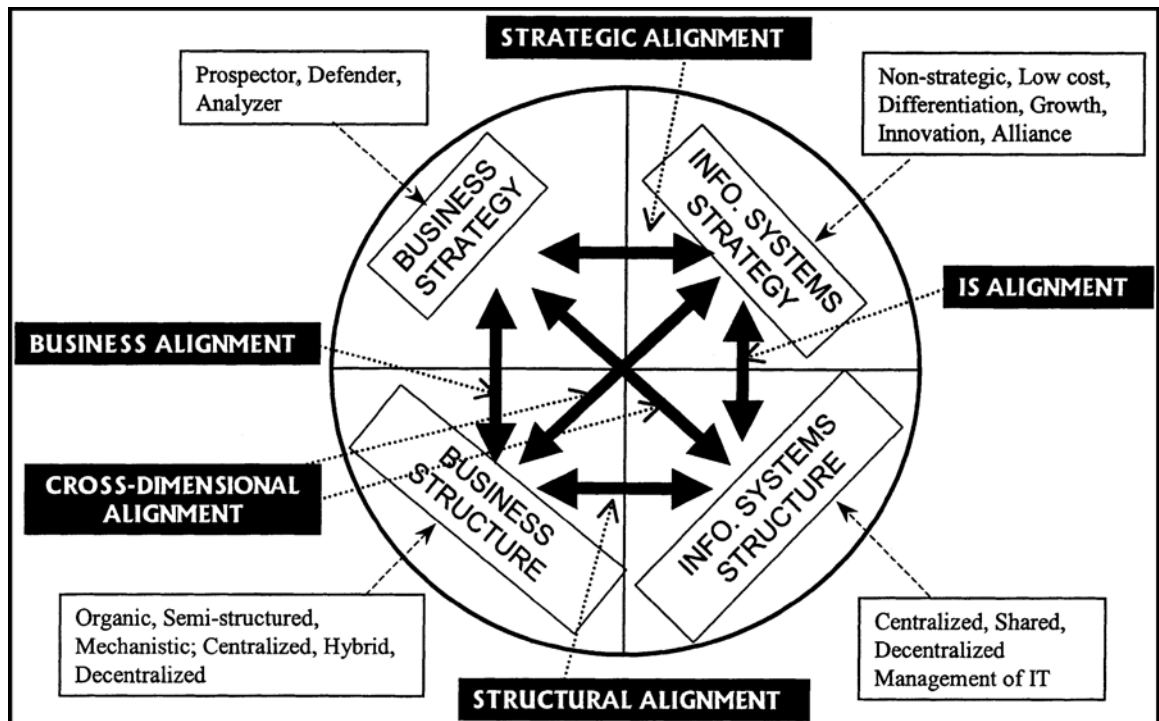 STRATEGIC ALIGNMENT
Prospector, Defender,
Analyzer
Non-strategic, Low cost,
Differentiation, Growth,
Innovation, Alliance
BUSINESS
STRATEGY
INFO. SYSTEMS
STRATEGY
IS ALIGNMENT
BUSINESS ALIGNMENT
CROSS-DIMENSIONAL
ALIGNMENT
BUSINESS
STRUCTURE
INFO. SYSTEMS
STRUCTURE
Organic, Semi-structured,
Mechanistic; Centralized, Hybrid,
Decentralized
Centralized, Shared,
Decentralized
Management of IT
STRUCTURAL ALIGNMENT